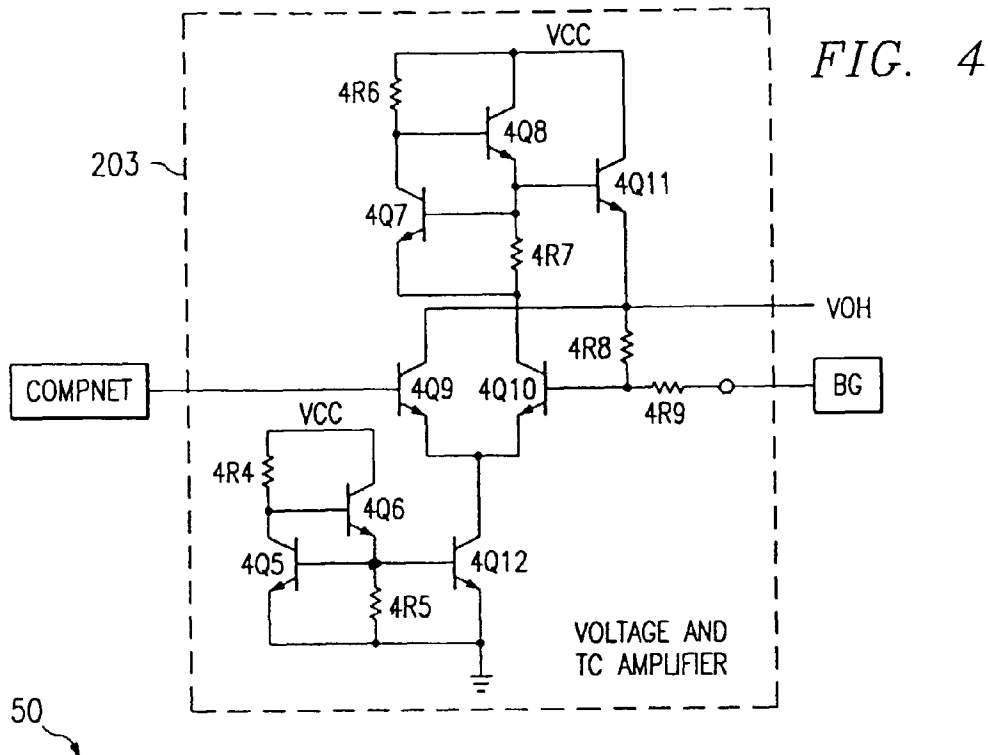 FIG. 4
VCC
4R6
4Q8
203
4Q11
4Q7
4R7
VOH
4R8
COMPNET
4Q9
4Q10
BG
4R9
VCC
4R4
4Q6
4Q5
4Q12
4R5
VOLTAGE AND
TC AMPLIFIER
50